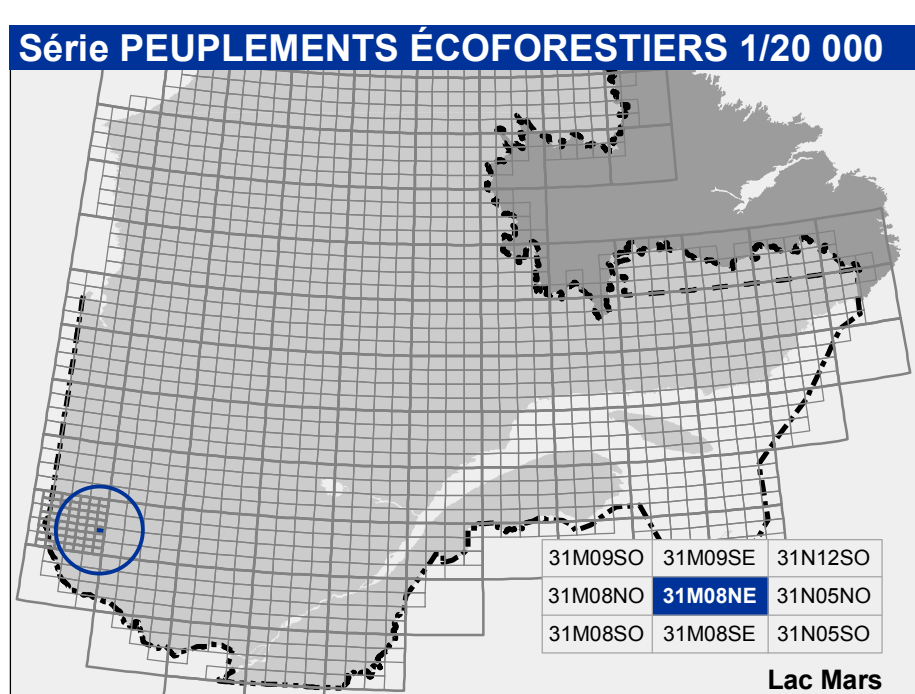 Série PEUPLEMENTS ÉCOFORESTIERS 1/20 000
31M09SO 31M09SE 31N12SO
31M08NO 31M08NE 31N05NO
31M08SO 31M08SE 31N05SO
Lac Mars